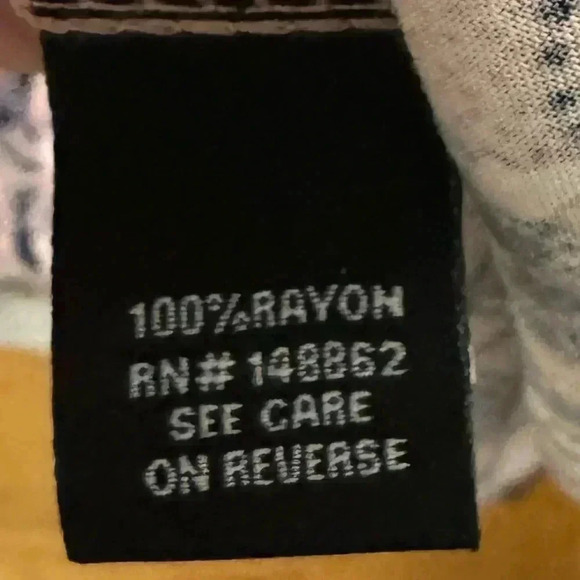 100% RAYON
RN# 148862
SEE CARE
ON REVERSE